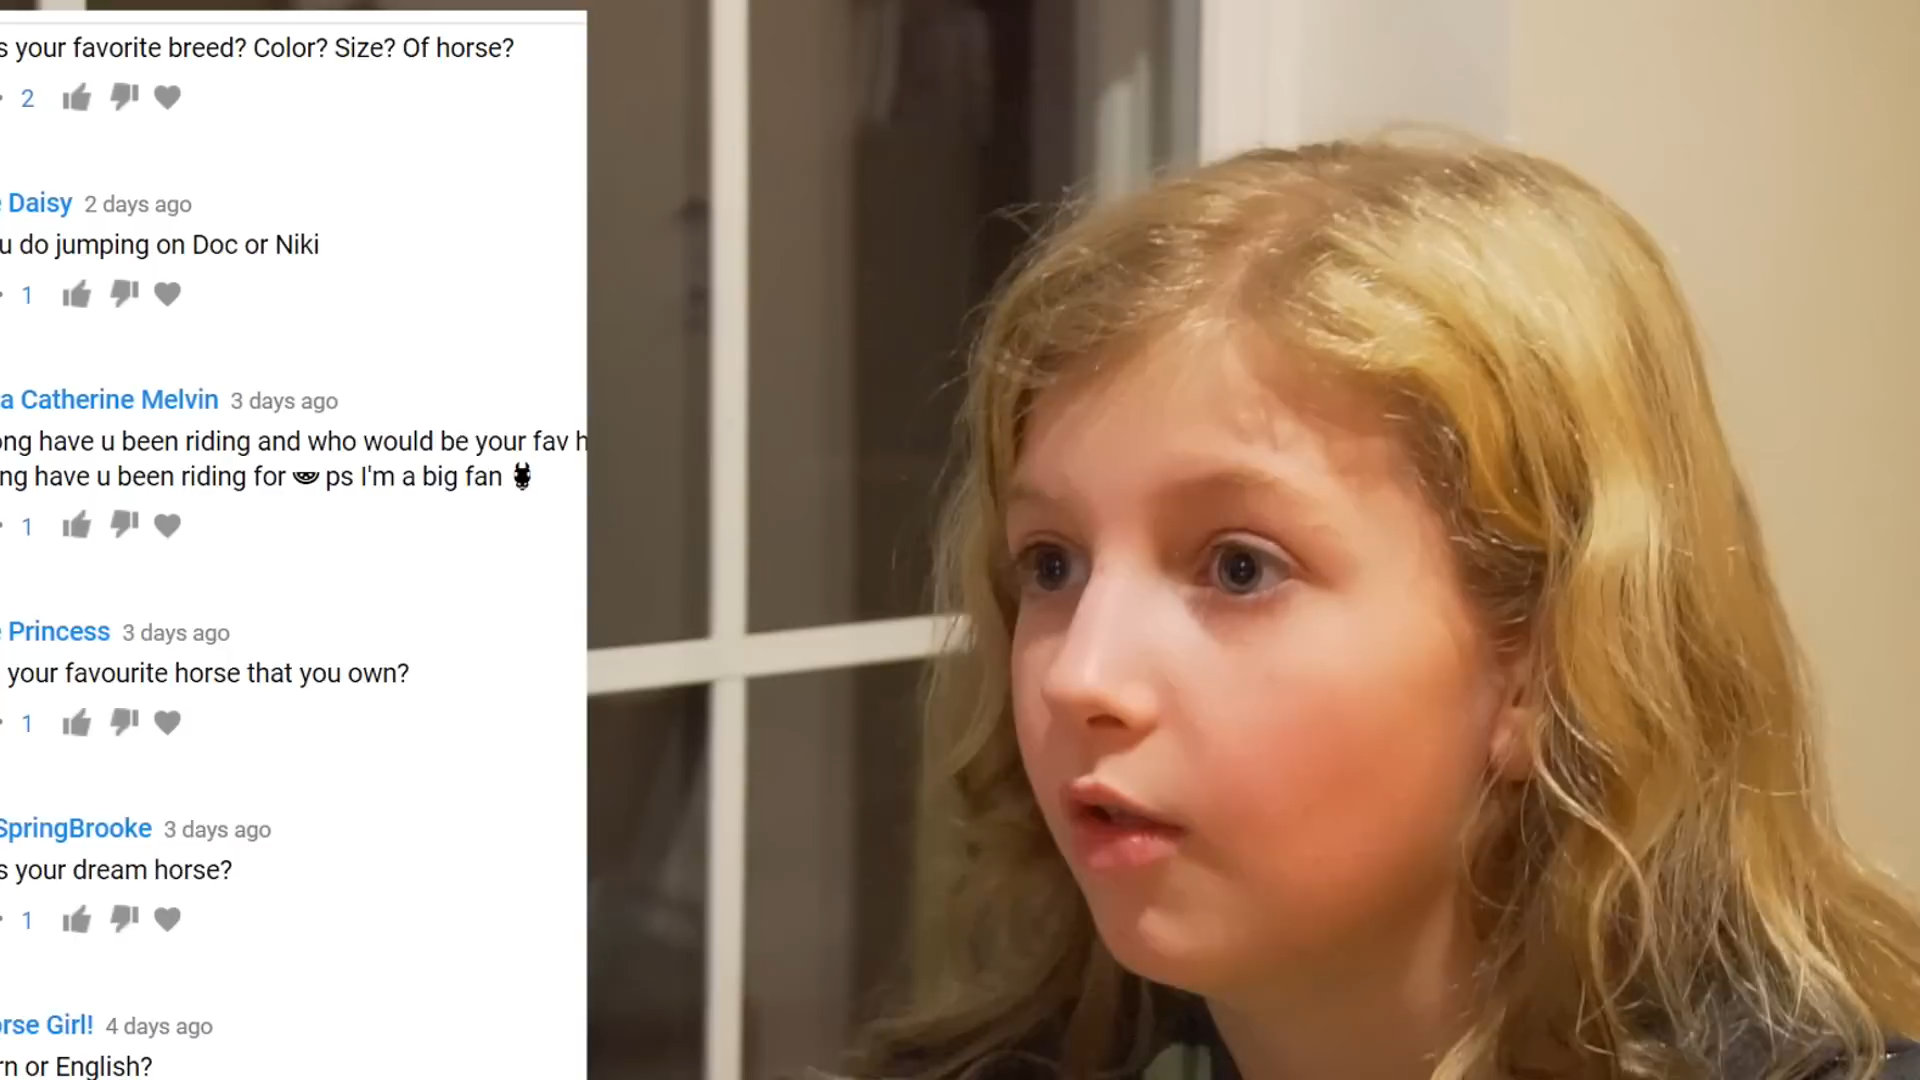 s your favorite breed? Color? Size? Of horse?
2
Daisy 2 days ago
u do jumping on Doc or Niki
1
a Catherine Melvin 3 days ago
ong have u been riding and who would be your fav h
ng have u been riding for ps I'm a big fan
1
Princess 3 days ago
your favourite horse that you own?
1
SpringBrooke 3 days ago
s your dream horse?
1
orse Girl! 4 days ago
rn or English?